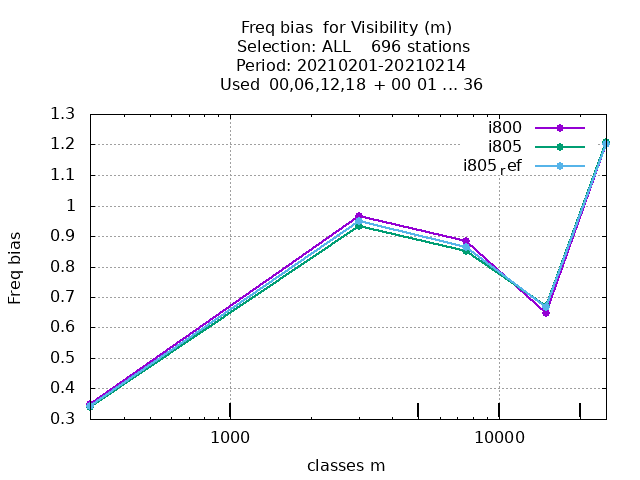 Freq bias  for Visibility (m)
Selection: ALL    696 stations
Period: 20210201-20210214
Used  00,06,12,18  + 00 01 ... 36
1.3
1.2
1.1
1
0.9
0.8
0.7
0.6
0.5
0.4
0.3
Freq bias
i800
i805
i805ref
1000
10000
classes m